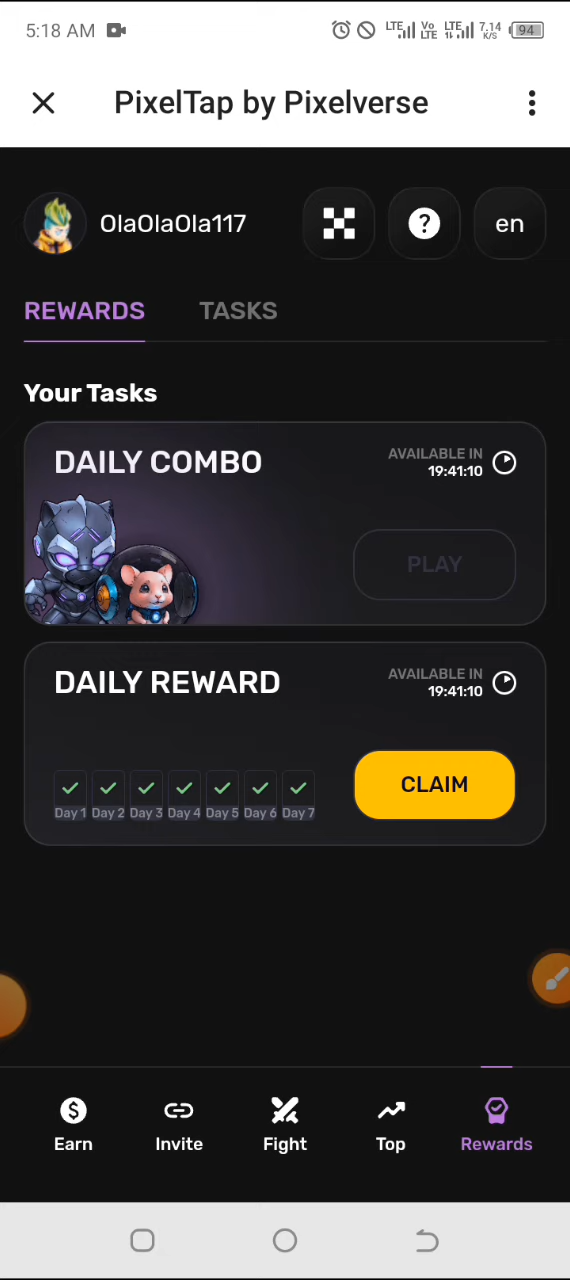 5:18 AM
LTE Vo LTE LTE 7.14 K/S 94
PixelTap by Pixelverse
OlaOlaOla117
?
en
REWARDS
TASKS
Your Tasks
DAILY COMBO
AVAILABLE IN
19:41:10
PLAY
DAILY REWARD
AVAILABLE IN
19:41:10
Day 1 Day 2 Day 3 Day 4 Day 5 Day 6 Day 7
CLAIM
$
Earn
Invite
Fight
Top
Rewards